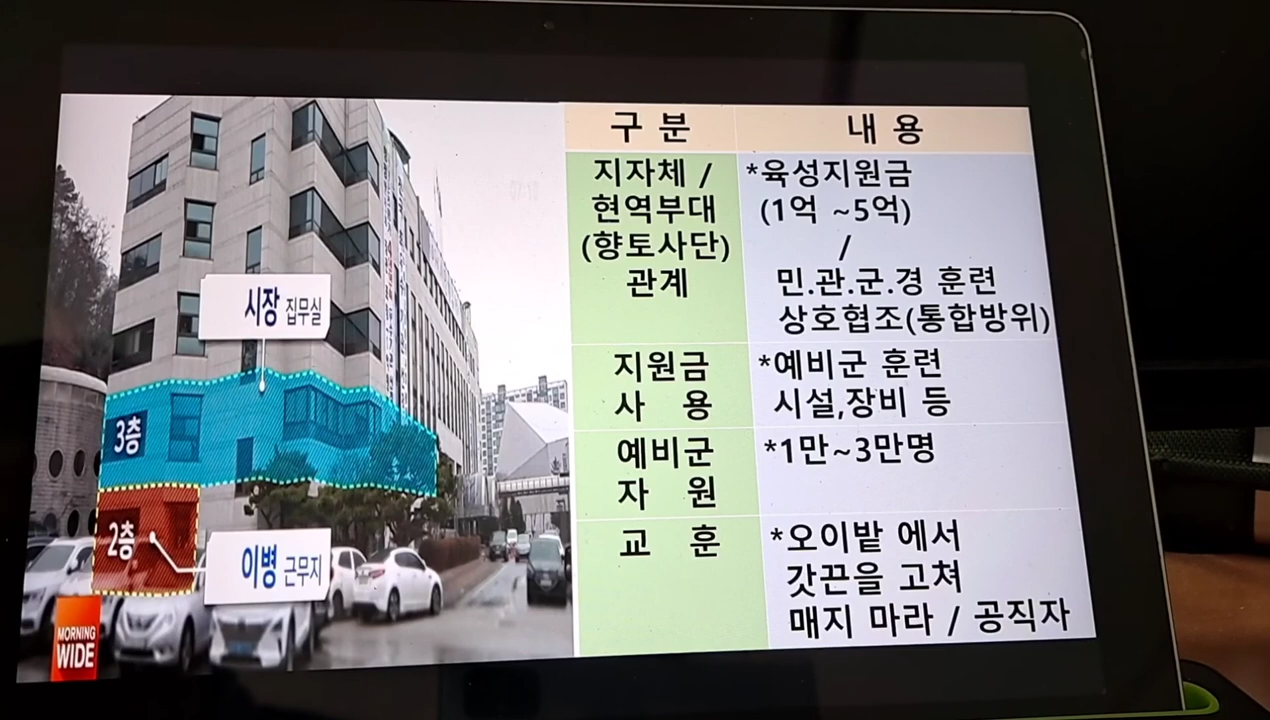 시장 집무실
3층
2층
이병 근무지
MORNING
WIDE
구 분
내 용
지자체 /
현역부대
(향토사단)
관계
*육성지원금
(1억 ~5억)
/
민.관.군.경 훈련
상호협조(통합방위)
지원금
사 용
*예비군 훈련
시설,장비 등
예비군
자 원
*1만~3만명
교 훈
*오이밭 에서
갓끈을 고쳐
매지 마라 / 공직자